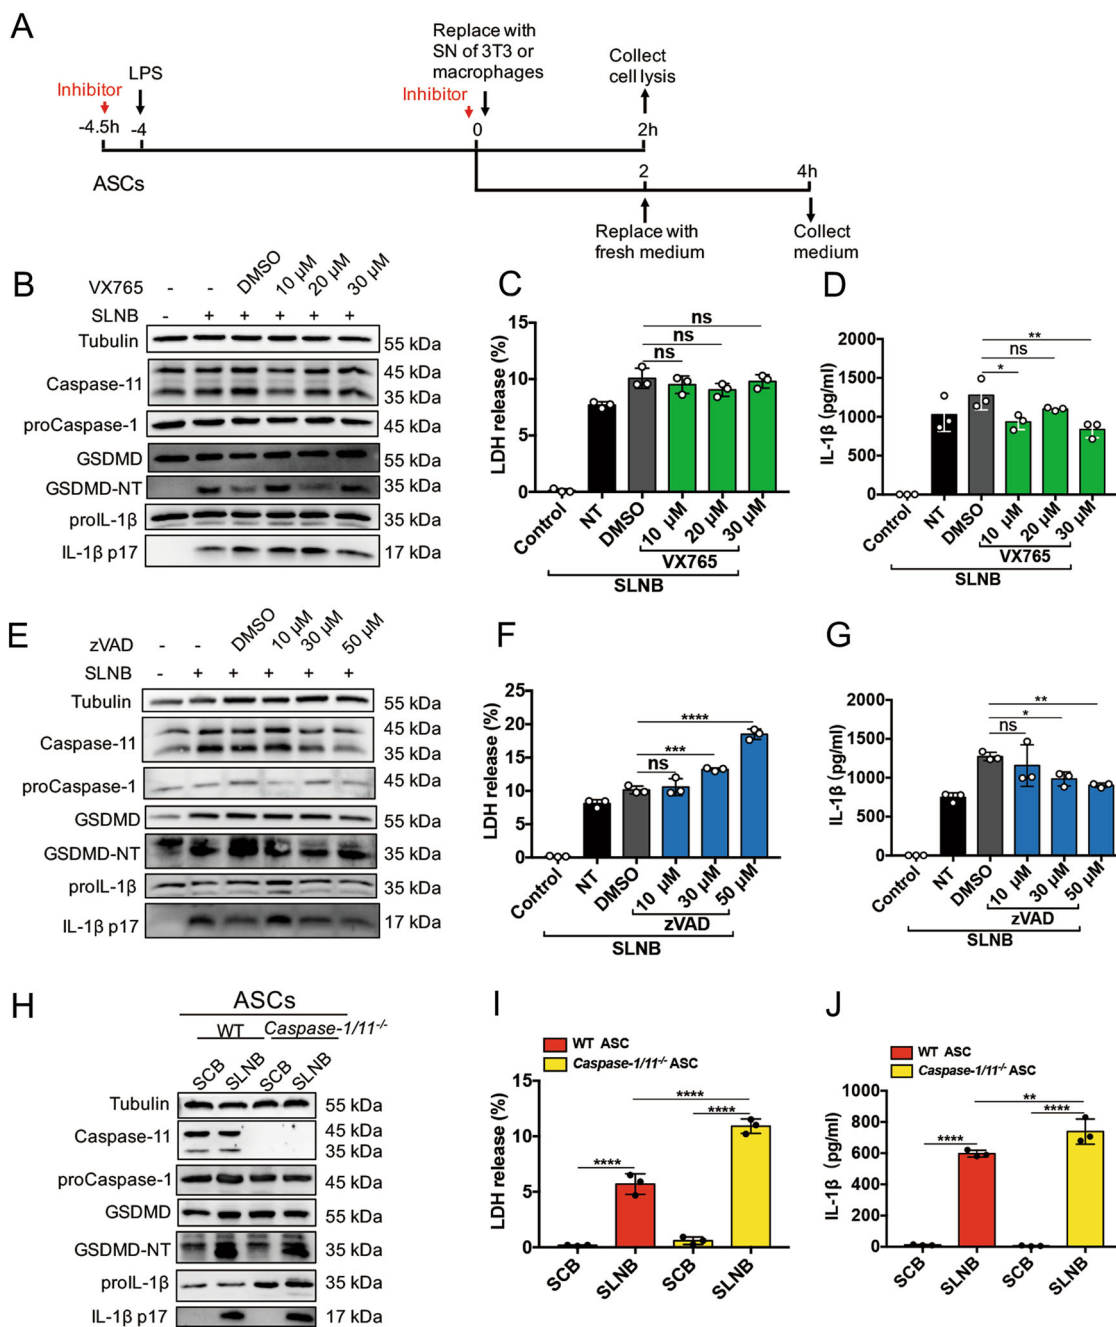 A
Replace with
SN of 3T3 or
macrophages
Collect
cell lysis
LPS
Inhibitor
Inhibitor
-4.5h
-4
0
2h
ASCs
2
4h
Replace with
fresh medium
Collect
medium
B
VX765 - - DMSO 10 μM 20 μM 30 μM
SLNB - + + + + +
Tubulin 55 kDa
Caspase-11 45 kDa
35 kDa
proCaspase-1 45 kDa
GSDMD 55 kDa
GSDMD-NT 35 kDa
proIL-1β 35 kDa
IL-1β p17 17 kDa
C
LDH release (%)
15
10
5
0
ns
ns
ns
Control NT DMSO 10 μM 20 μM 30 μM
VX765
SLNB
D
IL-1β (pg/ml)
2000
1500
1000
500
0
**
ns
*
Control NT DMSO 10 μM 20 μM 30 μM
VX765
SLNB
E
zVAD - - DMSO 10 μM 30 μM 50 μM
SLNB - + + + + +
Tubulin 55 kDa
Caspase-11 45 kDa
35 kDa
proCaspase-1 45 kDa
GSDMD 55 kDa
GSDMD-NT 35 kDa
proIL-1β 35 kDa
IL-1β p17 17 kDa
F
LDH release (%)
25
20
15
10
5
0
****
***
ns
Control NT DMSO 10 μM 30 μM 50 μM
zVAD
SLNB
G
IL-1β (pg/ml)
2000
1500
1000
500
0
**
*
ns
Control NT DMSO 10 μM 30 μM 50 μM
zVAD
SLNB
H
ASCs
WT Caspase-1/11-/-
SCB SLNB SCB SLNB
Tubulin 55 kDa
Caspase-11 45 kDa
35 kDa
proCaspase-1 45 kDa
GSDMD 55 kDa
GSDMD-NT 35 kDa
proIL-1β 35 kDa
IL-1β p17 17 kDa
I
WT ASC
Caspase-1/11-/- ASC
LDH release (%)
15
10
5
0
****
****
****
SCB SLNB SCB SLNB
J
WT ASC
Caspase-1/11-/- ASC
IL-1β (pg/ml)
1000
800
600
400
200
0
**
****
****
SCB SLNB SCB SLNB